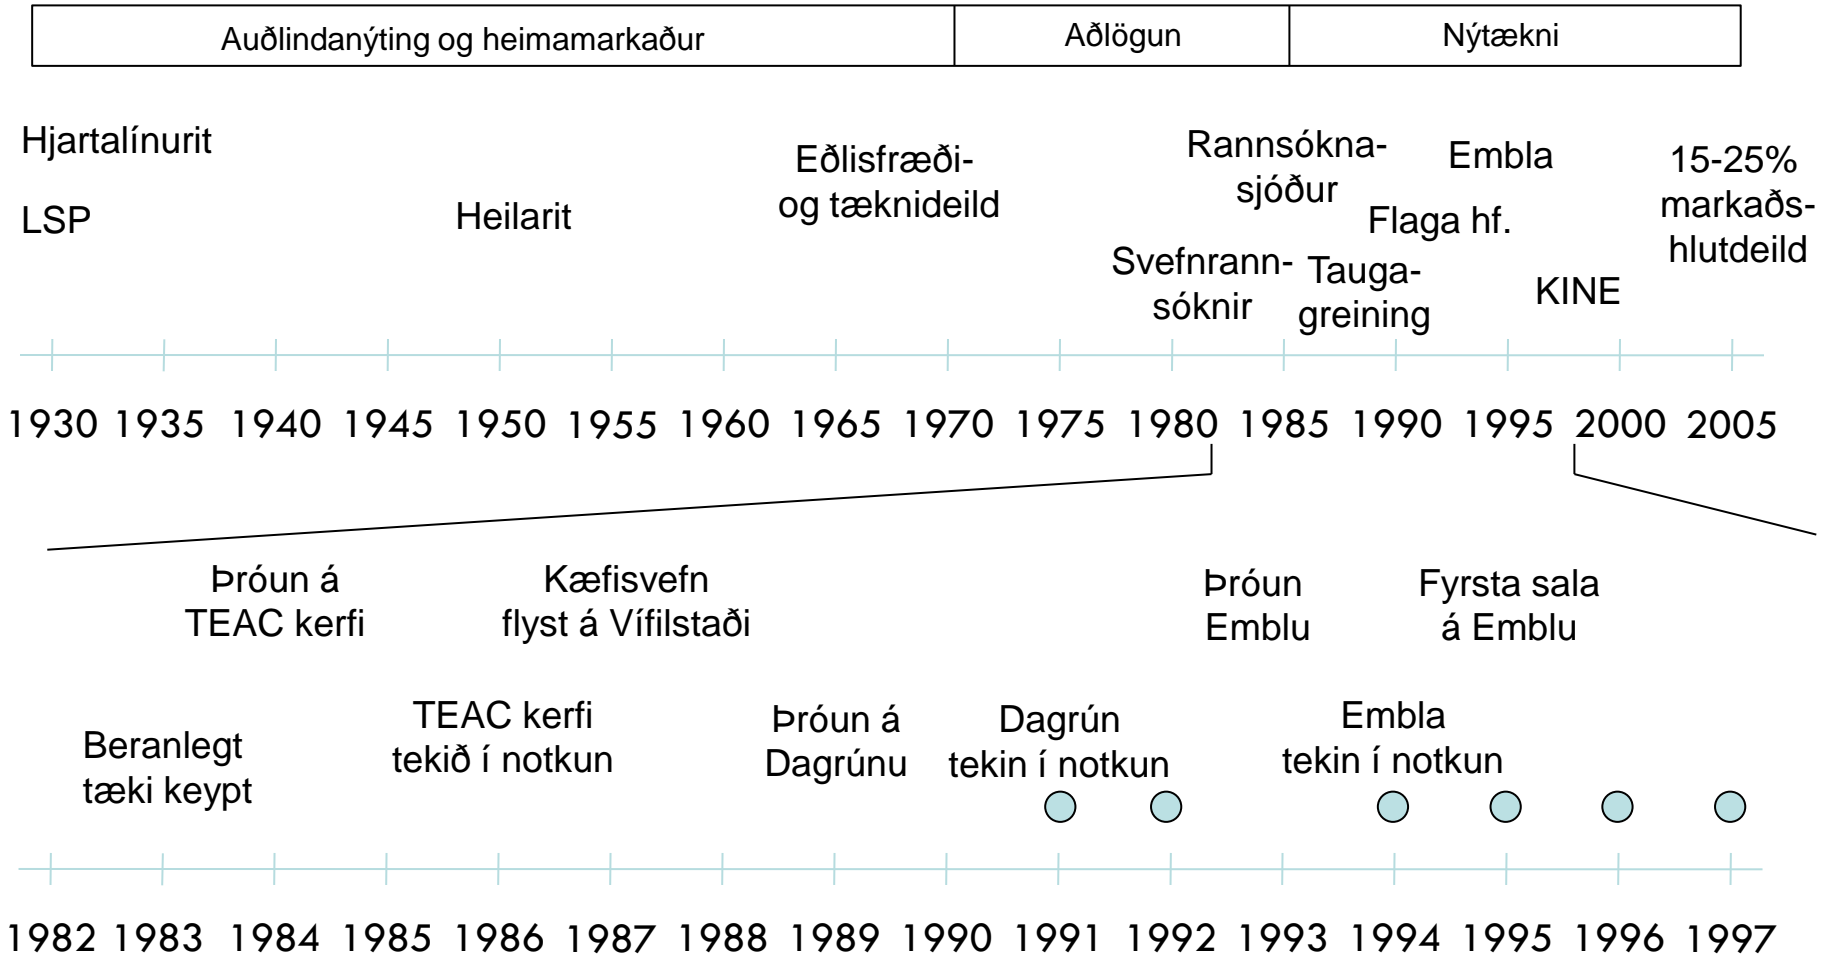 Auðlindanýting og heimamarkaður
Aðlögun
Nýtækni
Hjartalínurit
LSP
Heilarit
Eðlisfræði-
og tæknideild
Rannsókna-
sjóður
Svefnrann-
sóknir
Embla
Flaga hf.
Tauga-
greining
KINE
15-25%
markaðs-
hlutdeild
1930 1935 1940 1945 1950 1955 1960 1965 1970 1975 1980 1985 1990 1995 2000 2005
Þróun á
TEAC kerfi
Kæfisvefn
flyst á Vífilstaði
Þróun
Emblu
Fyrsta sala
á Emblu
Beranlegt
tæki keypt
TEAC kerfi
tekið í notkun
Þróun á
Dagrúnu
Dagrún
tekin í notkun
Embla
tekin í notkun
1982 1983 1984 1985 1986 1987 1988 1989 1990 1991 1992 1993 1994 1995 1996 1997